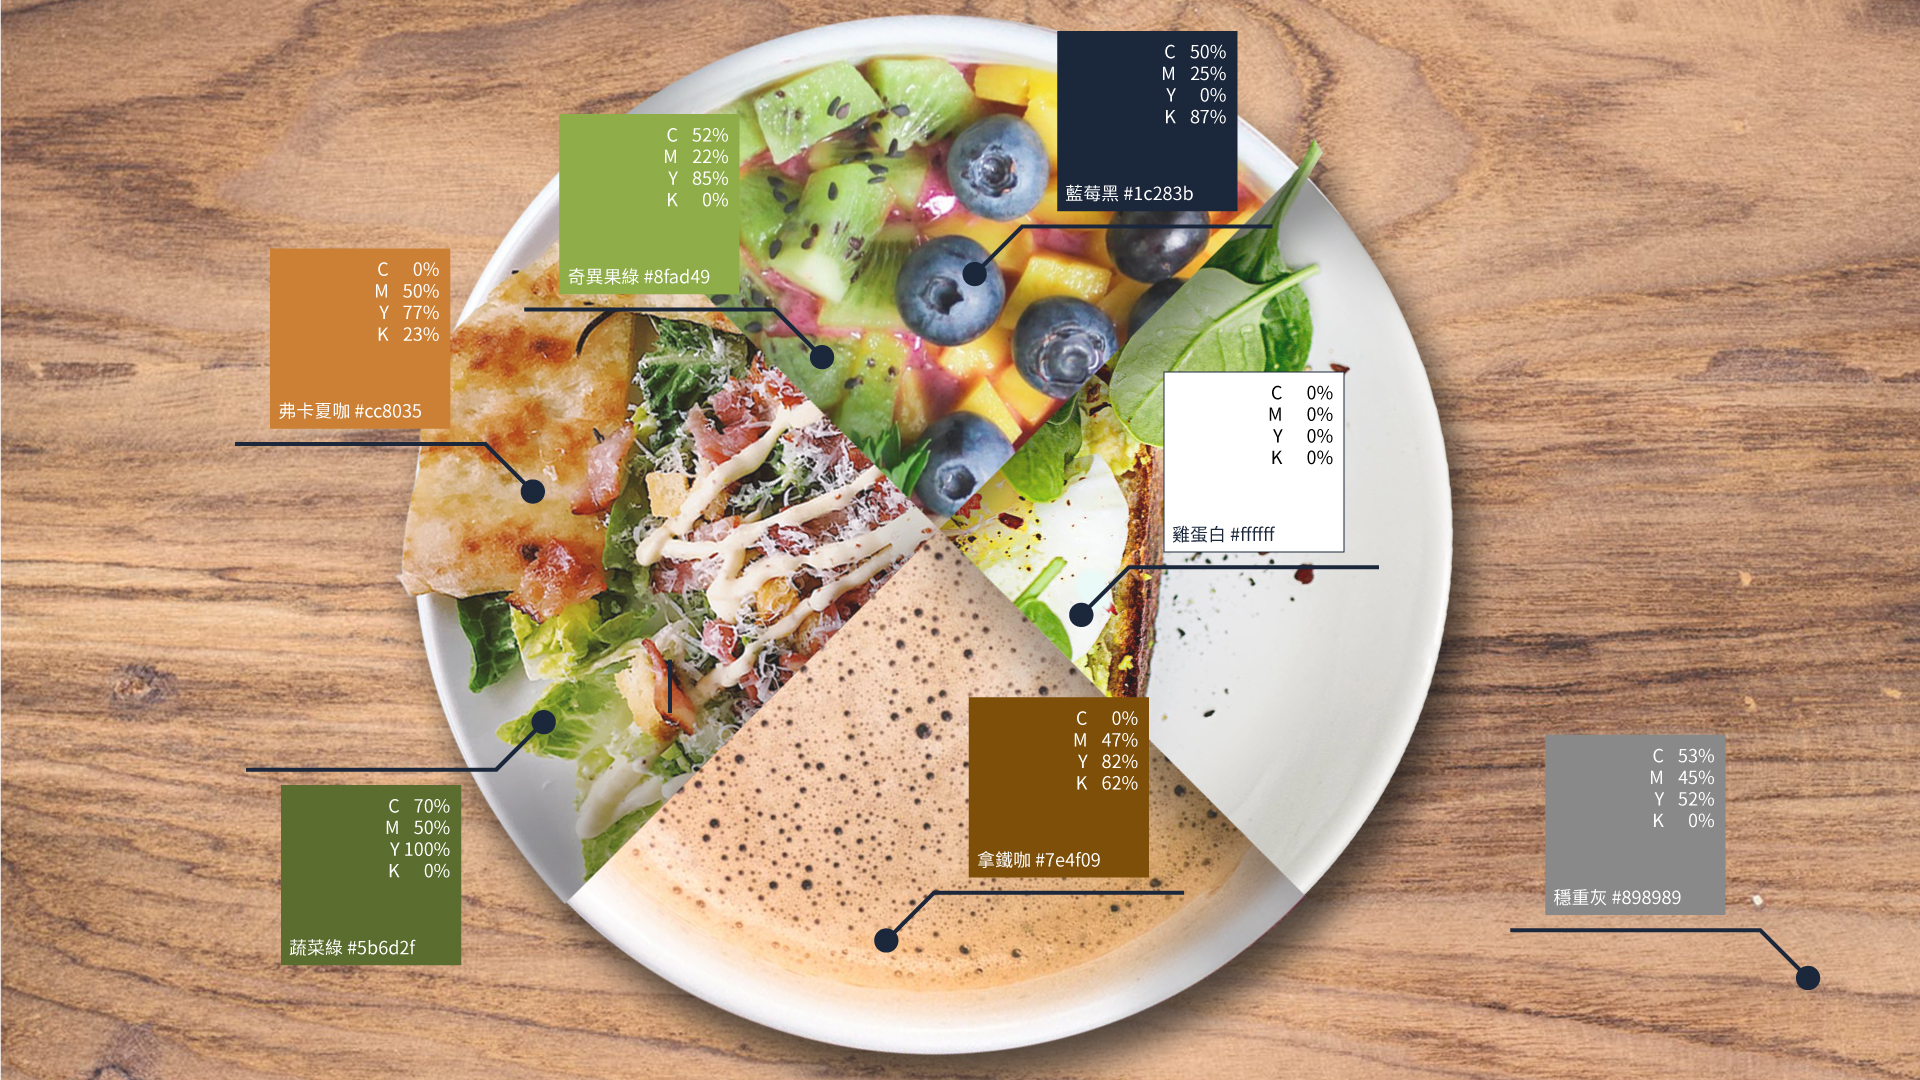 C 50%
M 25%
Y 0%
K 87%
藍莓黑 #1c283b
C 52%
M 22%
Y 85%
K 0%
奇異果綠 #8fad49
C 0%
M 50%
Y 77%
K 23%
弗卡夏咖 #cc8035
C 0%
M 0%
Y 0%
K 0%
雞蛋白 #ffffff
C 0%
M 47%
Y 82%
K 62%
拿鐵咖 #7e4f09
C 53%
M 45%
Y 52%
K 0%
穩重灰 #898989
C 70%
M 50%
Y 100%
K 0%
蔬菜綠 #5b6d2f